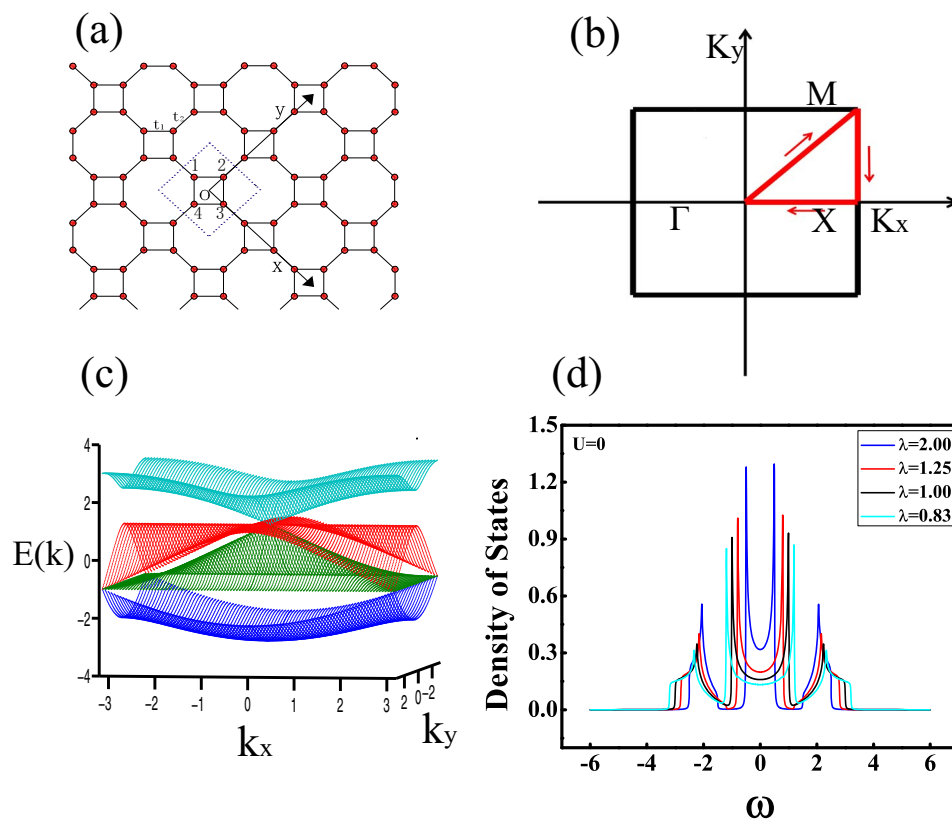 (a)
t₁ t₂
y
1 2
O
4 3
x
(b)
Ky
M
Γ X Kx
(c)
4
2
0
−2
−4
E(k)
−3 −2 −1 0 1 2 3
2 0 −2
kx
ky
(d)
U=0
λ=2.00
λ=1.25
λ=1.00
λ=0.83
1.5
1.2
0.9
0.6
0.3
0.0
Density of States
-6 -4 -2 0 2 4 6
ω